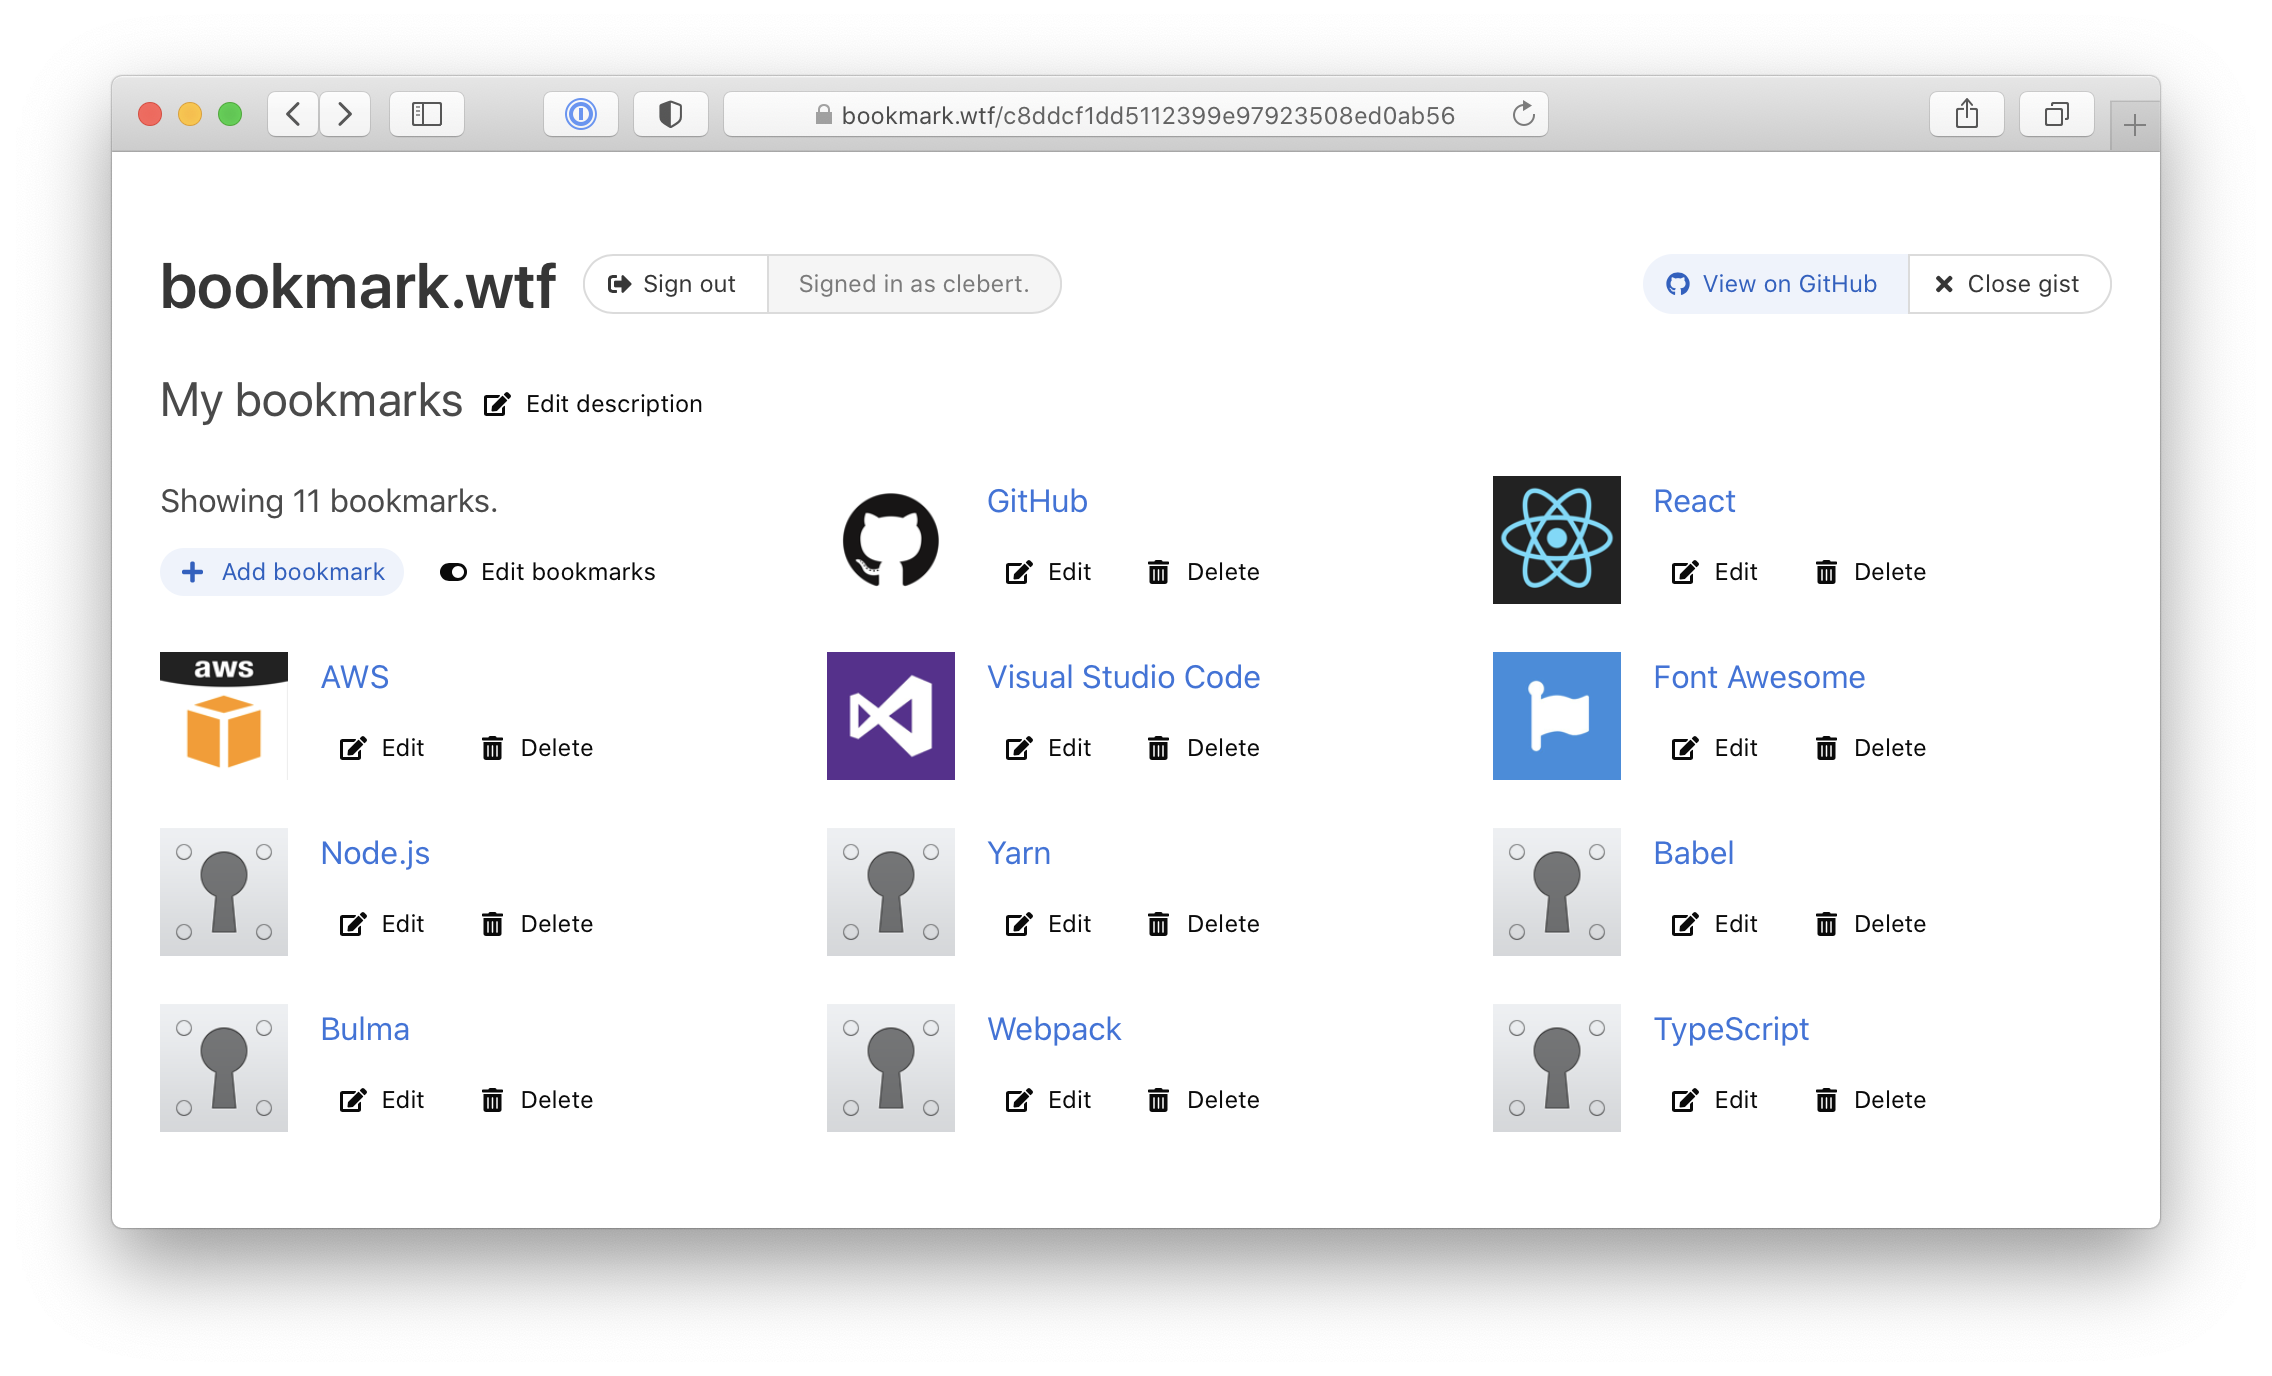 bookmark.wtf/c8ddcf1dd5112399e97923508ed0ab56
bookmark.wtf
Sign out
Signed in as clebert.
View on GitHub
Close gist
My bookmarks
Edit description
Showing 11 bookmarks.
Add bookmark
Edit bookmarks
GitHub
Edit
Delete
React
Edit
Delete
aws
AWS
Edit
Delete
Visual Studio Code
Edit
Delete
Font Awesome
Edit
Delete
Node.js
Edit
Delete
Yarn
Edit
Delete
Babel
Edit
Delete
Bulma
Edit
Delete
Webpack
Edit
Delete
TypeScript
Edit
Delete